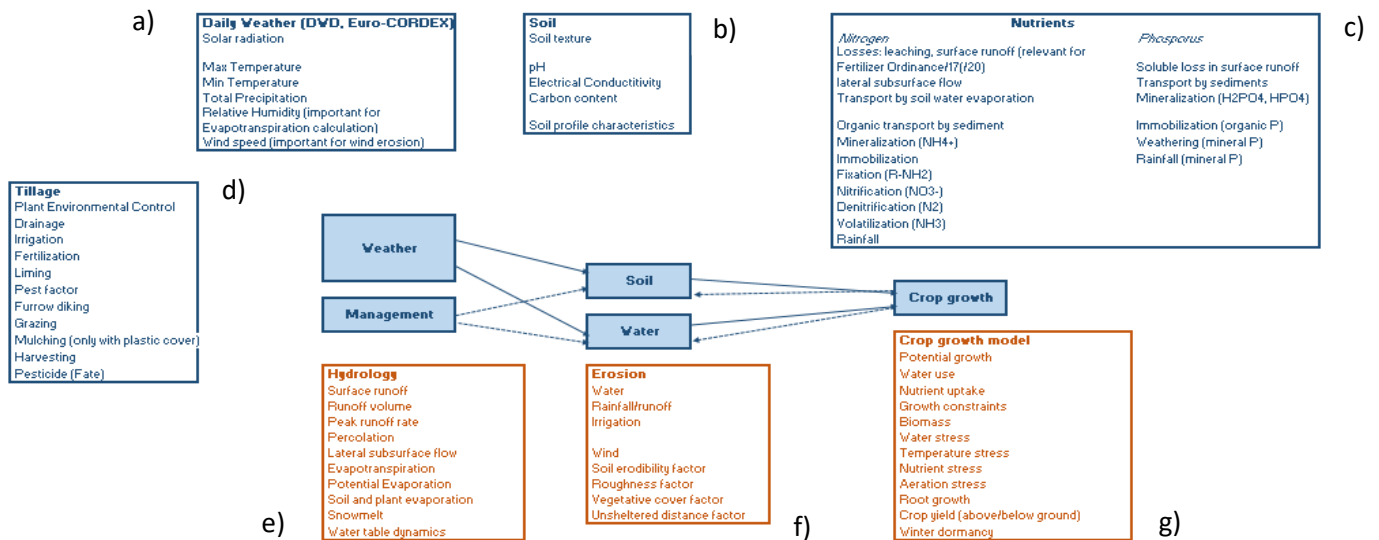 a)
Daily Weather (DWD, Euro-CORDEX)
Solar radiation
Max Temperature
Min Temperature
Total Precipitation
Relative Humidity (important for
Evapotranspiration calculation)
Wind speed (important for wind erosion)
b)
Soil
Soil texture
pH
Electrical Conductitivity
Carbon content
Soil profile characteristics
c)
Nutrients
Nitrogen
Losses: leaching, surface runoff (relevant for
Fertilizer Ordinance/17(/20)
lateral subsurface flow
Transport by soil water evaporation
Organic transport by sediment
Mineralization (NH4+)
Immobilization
Fixation (R-NH2)
Nitrification (NO3-)
Denitrification (N2)
Volatilization (NH3)
Rainfall
Phosporus
Soluble loss in surface runoff
Transport by sediments
Mineralization (H2PO4, HPO4)
Immobilization (organic P)
Weathering (mineral P)
Rainfall (mineral P)
d)
Tillage
Plant Environmental Control
Drainage
Irrigation
Fertilization
Liming
Pest factor
Furrow diking
Grazing
Mulching (only with plastic cover)
Harvesting
Pesticide (Fate)
Weather
Management
Soil
Water
Crop growth
e)
Hydrology
Surface runoff
Runoff volume
Peak runoff rate
Percolation
Lateral subsurface flow
Evapotranspiration
Potential Evaporation
Soil and plant evaporation
Snowmelt
Water table dynamics
f)
Erosion
Water
Rainfall/runoff
Irrigation
Wind
Soil erodibility factor
Roughness factor
Vegetative cover factor
Unsheltered distance factor
g)
Crop growth model
Potential growth
Water use
Nutrient uptake
Growth constraints
Biomass
Water stress
Temperature stress
Nutrient stress
Aeration stress
Root growth
Crop yield (above/below ground)
Winter dormancy